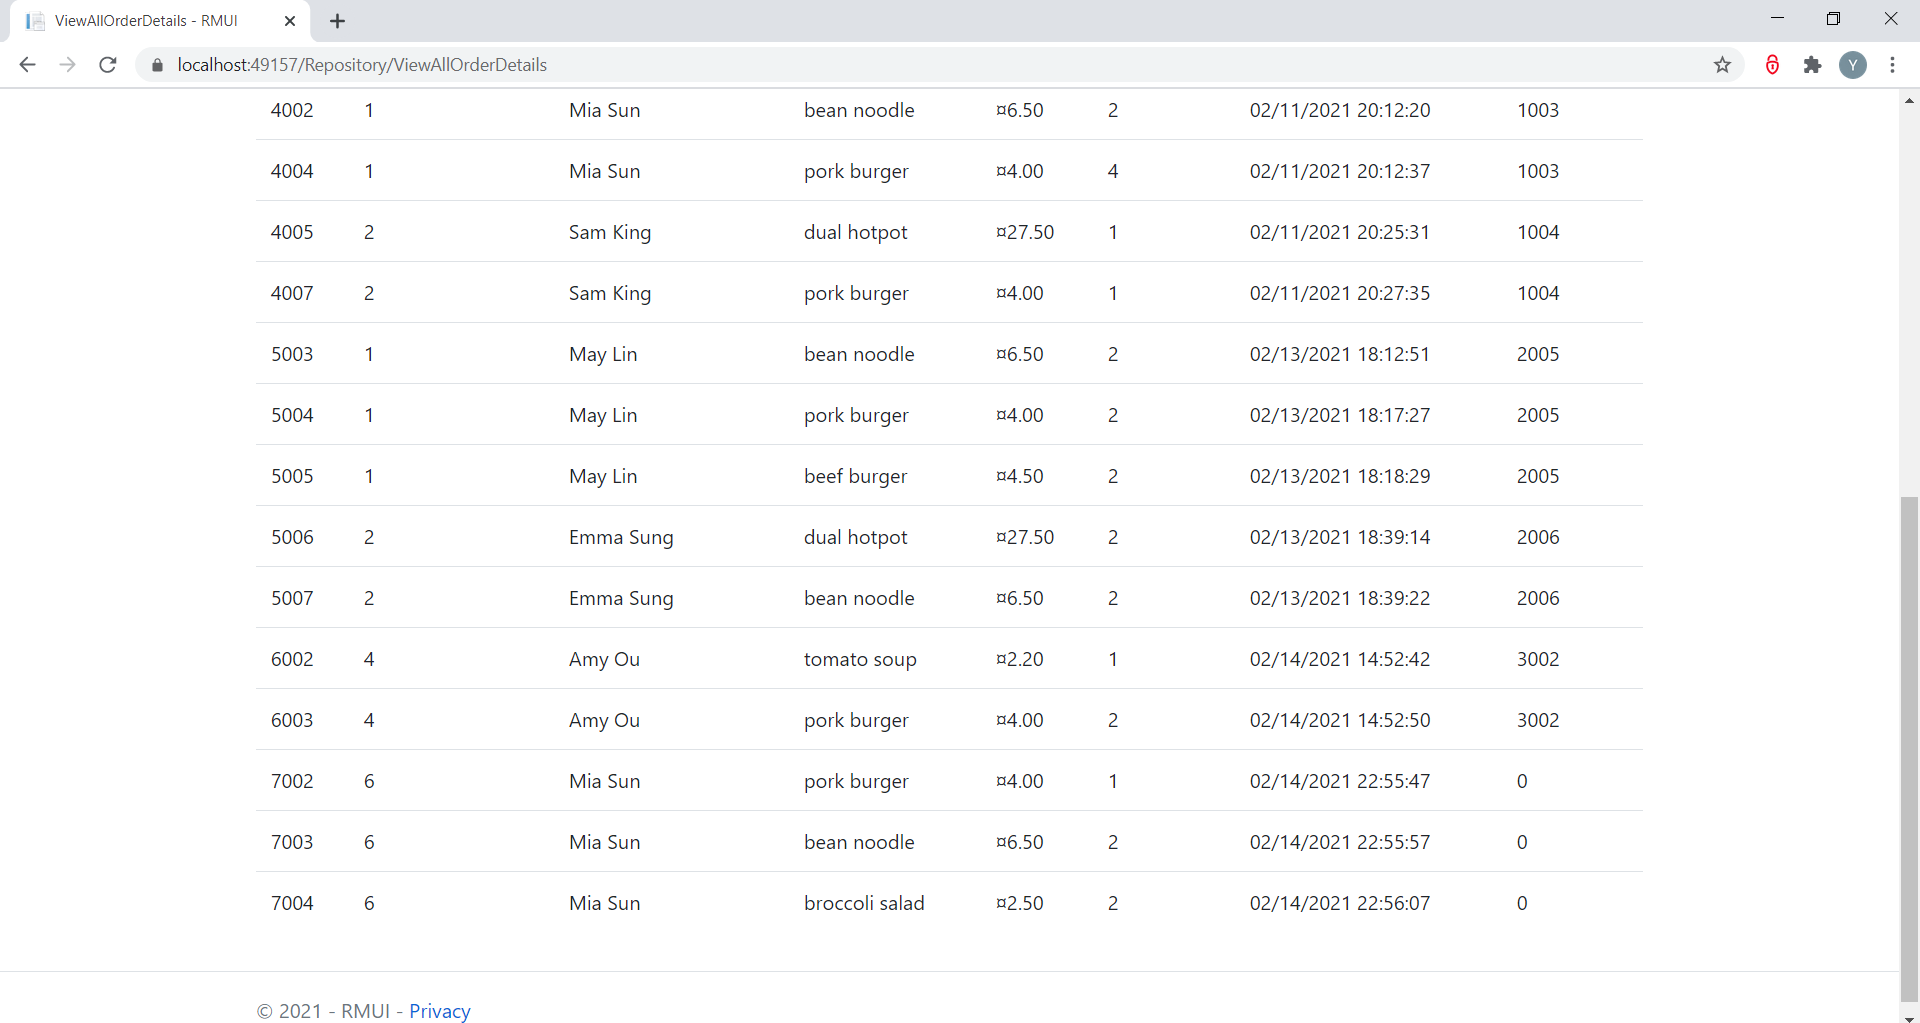 ViewAllOrderDetails - RMUI
localhost:49157/Repository/ViewAllOrderDetails
Y
4002 1 Mia Sun bean noodle ¤6.50 2 02/11/2021 20:12:20 1003
4004 1 Mia Sun pork burger ¤4.00 4 02/11/2021 20:12:37 1003
4005 2 Sam King dual hotpot ¤27.50 1 02/11/2021 20:25:31 1004
4007 2 Sam King pork burger ¤4.00 1 02/11/2021 20:27:35 1004
5003 1 May Lin bean noodle ¤6.50 2 02/13/2021 18:12:51 2005
5004 1 May Lin pork burger ¤4.00 2 02/13/2021 18:17:27 2005
5005 1 May Lin beef burger ¤4.50 2 02/13/2021 18:18:29 2005
5006 2 Emma Sung dual hotpot ¤27.50 2 02/13/2021 18:39:14 2006
5007 2 Emma Sung bean noodle ¤6.50 2 02/13/2021 18:39:22 2006
6002 4 Amy Ou tomato soup ¤2.20 1 02/14/2021 14:52:42 3002
6003 4 Amy Ou pork burger ¤4.00 2 02/14/2021 14:52:50 3002
7002 6 Mia Sun pork burger ¤4.00 1 02/14/2021 22:55:47 0
7003 6 Mia Sun bean noodle ¤6.50 2 02/14/2021 22:55:57 0
7004 6 Mia Sun broccoli salad ¤2.50 2 02/14/2021 22:56:07 0
© 2021 - RMUI - Privacy